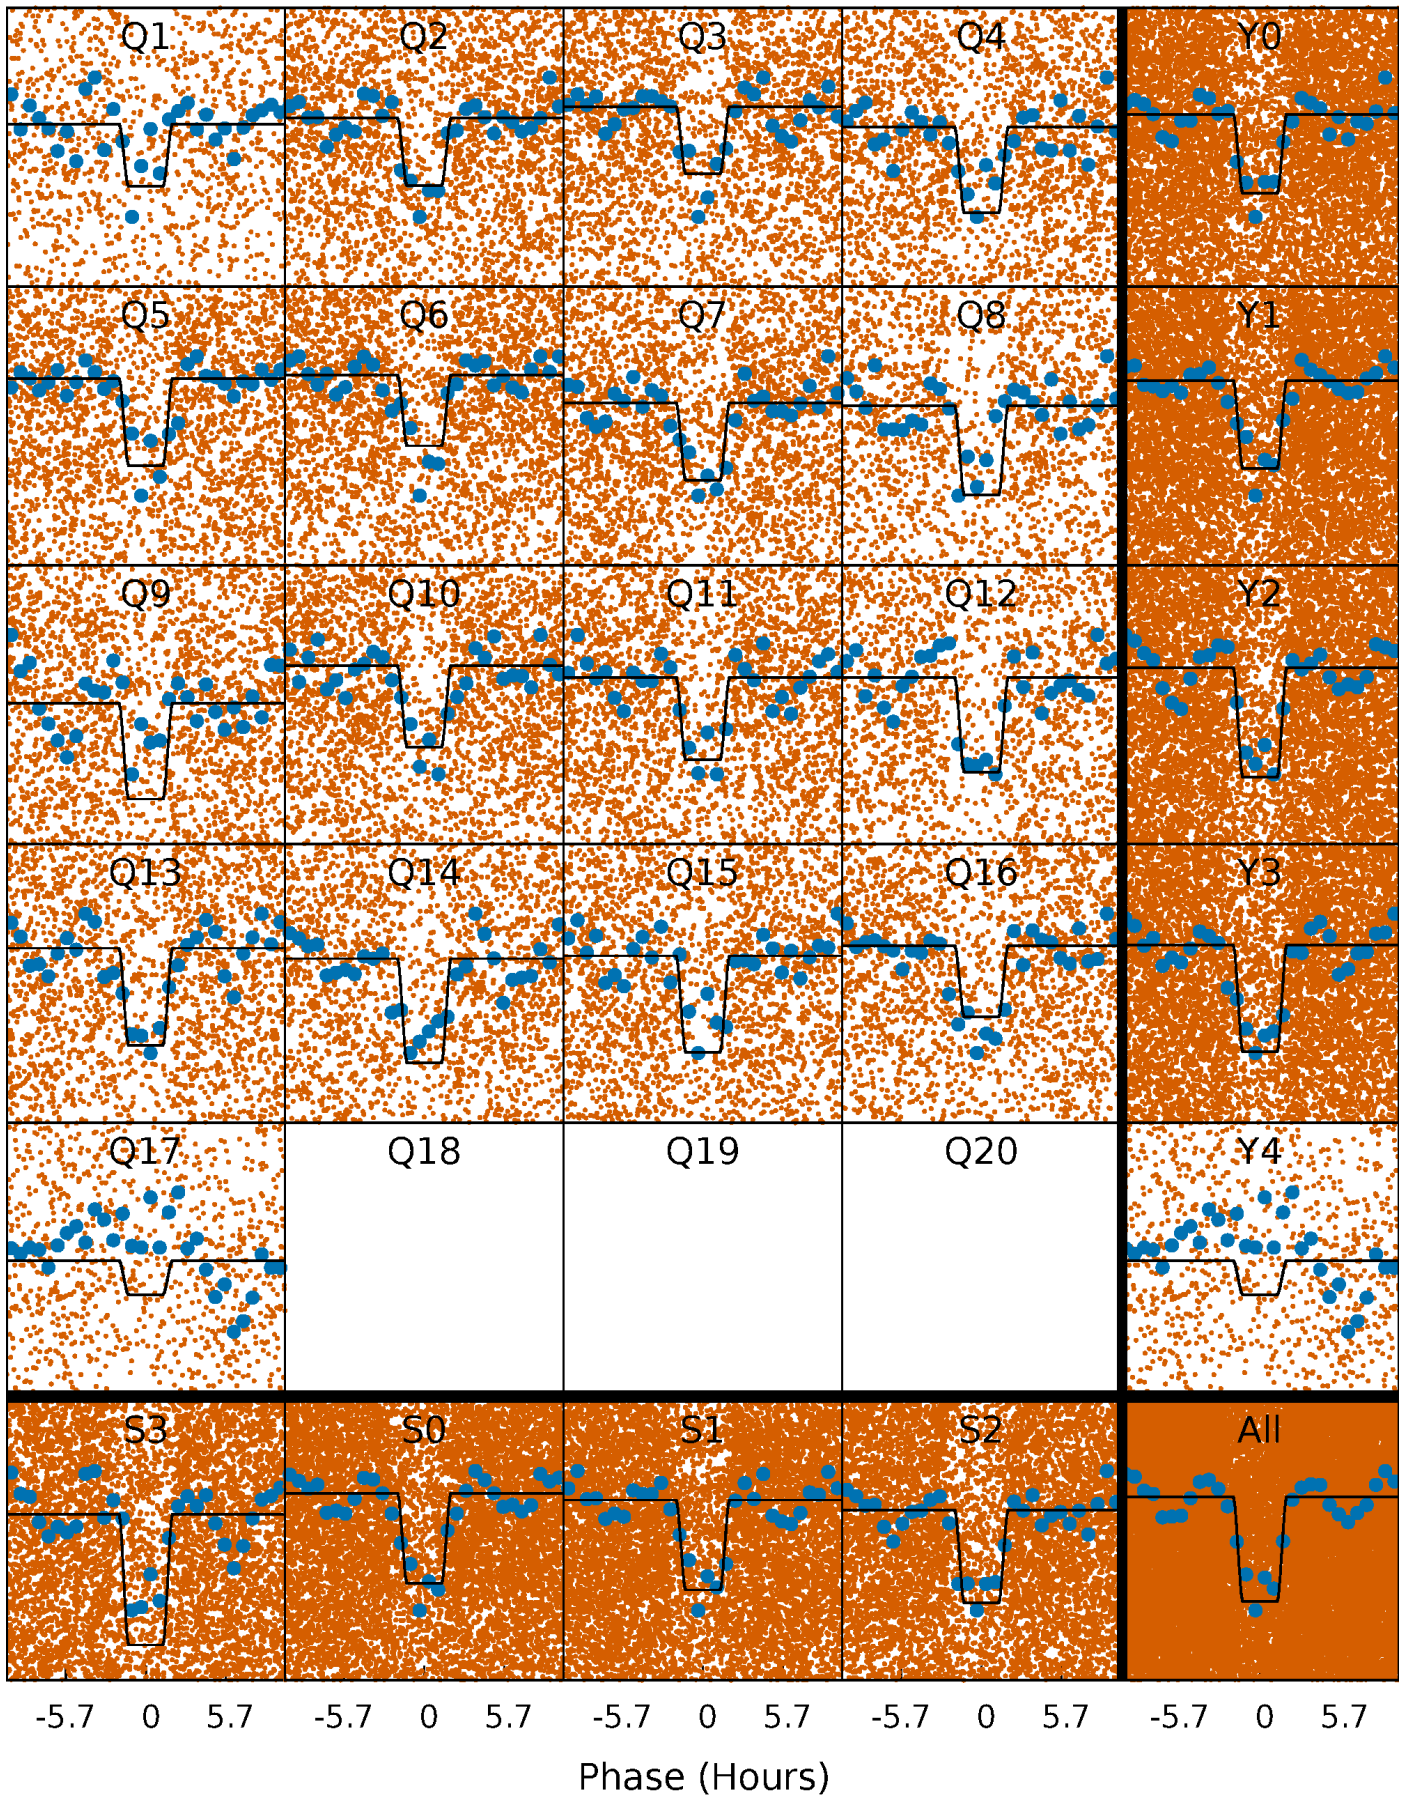 Q1 Q2 Q3 Q4 Y0
Q5 Q6 Q7 Q8 Y1
Q9 Q10 Q11 Q12 Y2
Q13 Q14 Q15 Q16 Y3
Q17 Q18 Q19 Q20 Y4
S3 S0 S1 S2 All
-5.7 0 5.7 -5.7 0 5.7 -5.7 0 5.7 -5.7 0 5.7 -5.7 0 5.7
Phase (Hours)